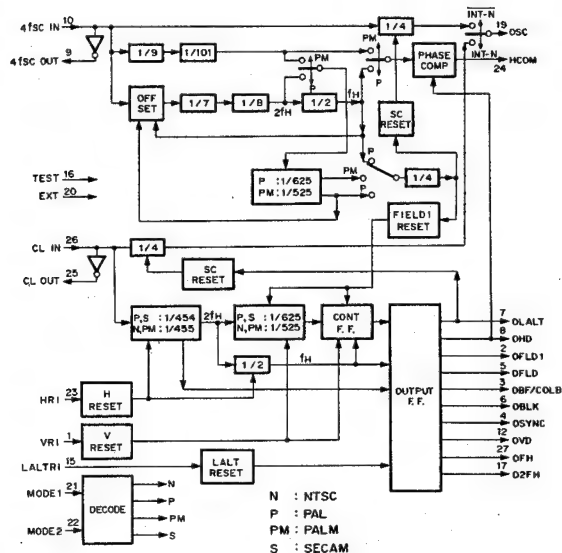 4fSC IN 10
4fSC OUT 9
1/9
1/101
PM
P
1/4
INT-N
19 OSC
INT-N
PM
P
PHASE COMP
HCOM
24
OFF SET
1/7
1/8
2fH
1/2
fH
SC RESET
TEST 16
EXT 20
P : 1/625
PM : 1/525
PM
P
P
1/4
FIELD1 RESET
CL IN 26
CL OUT 25
1/4
SC RESET
P,S : 1/454
N,PM : 1/455
2fH
P,S : 1/625
N,PM : 1/525
CONT F.F.
1/2
fH
OUTPUT F.F.
7 OLALT
8 OHD
2 OFLD1
5 OFLD
3 OBF/COLB
6 OBLK
4 OSYNC
12 OVD
27 OFH
17 O2FH
HRI 23
H RESET
VRI 1
V RESET
LALTRI 15
LALT RESET
MODE1 21
MODE2 22
DECODE
N
P
PM
S
N : NTSC
P : PAL
PM : PALM
S : SECAM